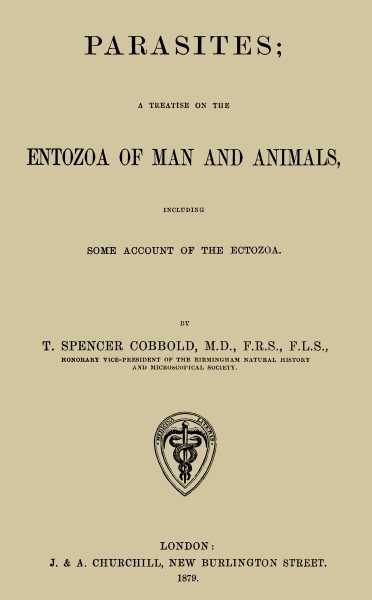 PARASITES;
A TREATISE ON THE
ENTOZOA OF MAN AND ANIMALS,
INCLUDING
SOME ACCOUNT OF THE ECTOZOA.
BY
T. SPENCER COBBOLD, M.D., F.R.S., F.L.S.,
HONORARY VICE-PRESIDENT OF THE BIRMINGHAM NATURAL HISTORY
AND MICROSCOPICAL SOCIETY.
LONDON:
J. & A. CHURCHILL, NEW BURLINGTON STREET.
1879.